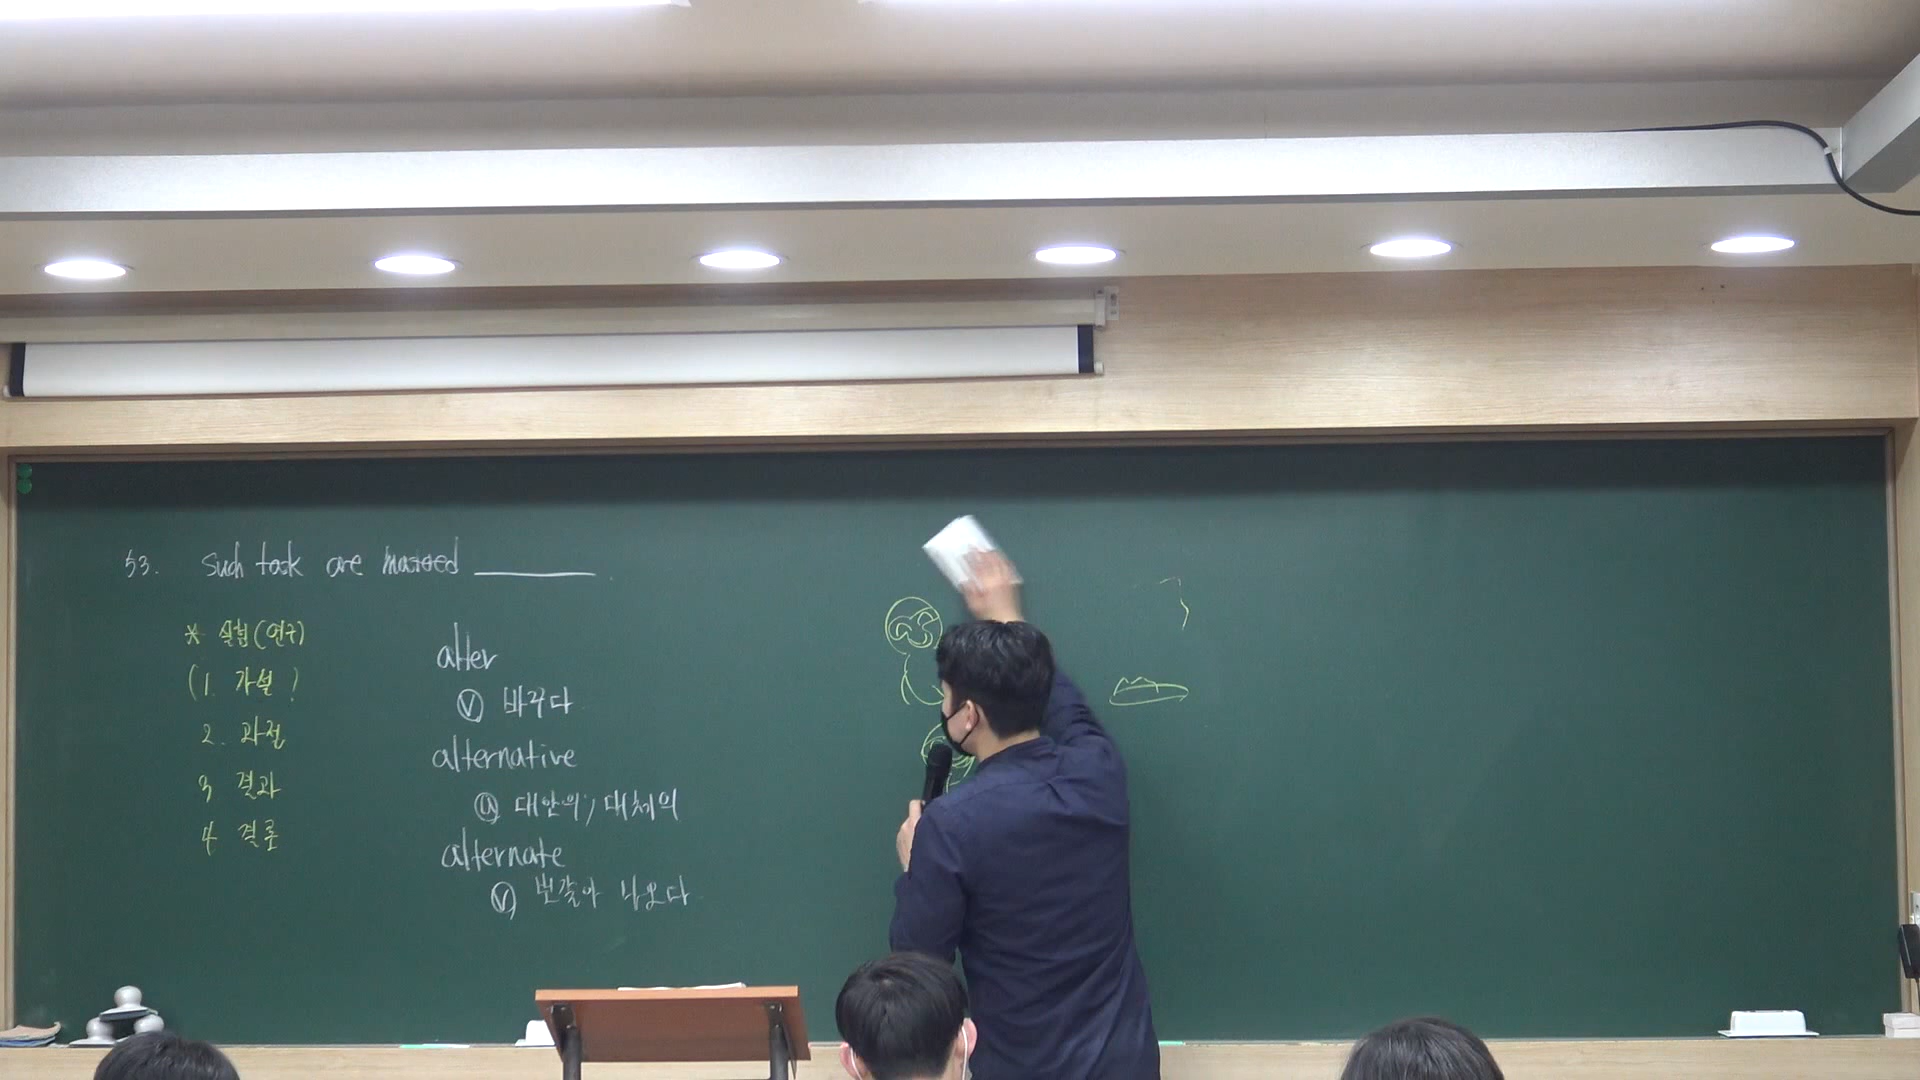 53. Such task are maseed ______.
* 실험(연구)
(1. 가설)
2. 과정
3 결과
4 결론
alter
ⓥ 바꾸다
alternative
ⓐ 대안의, 대체의
alternate
ⓥ 번갈아 나오다